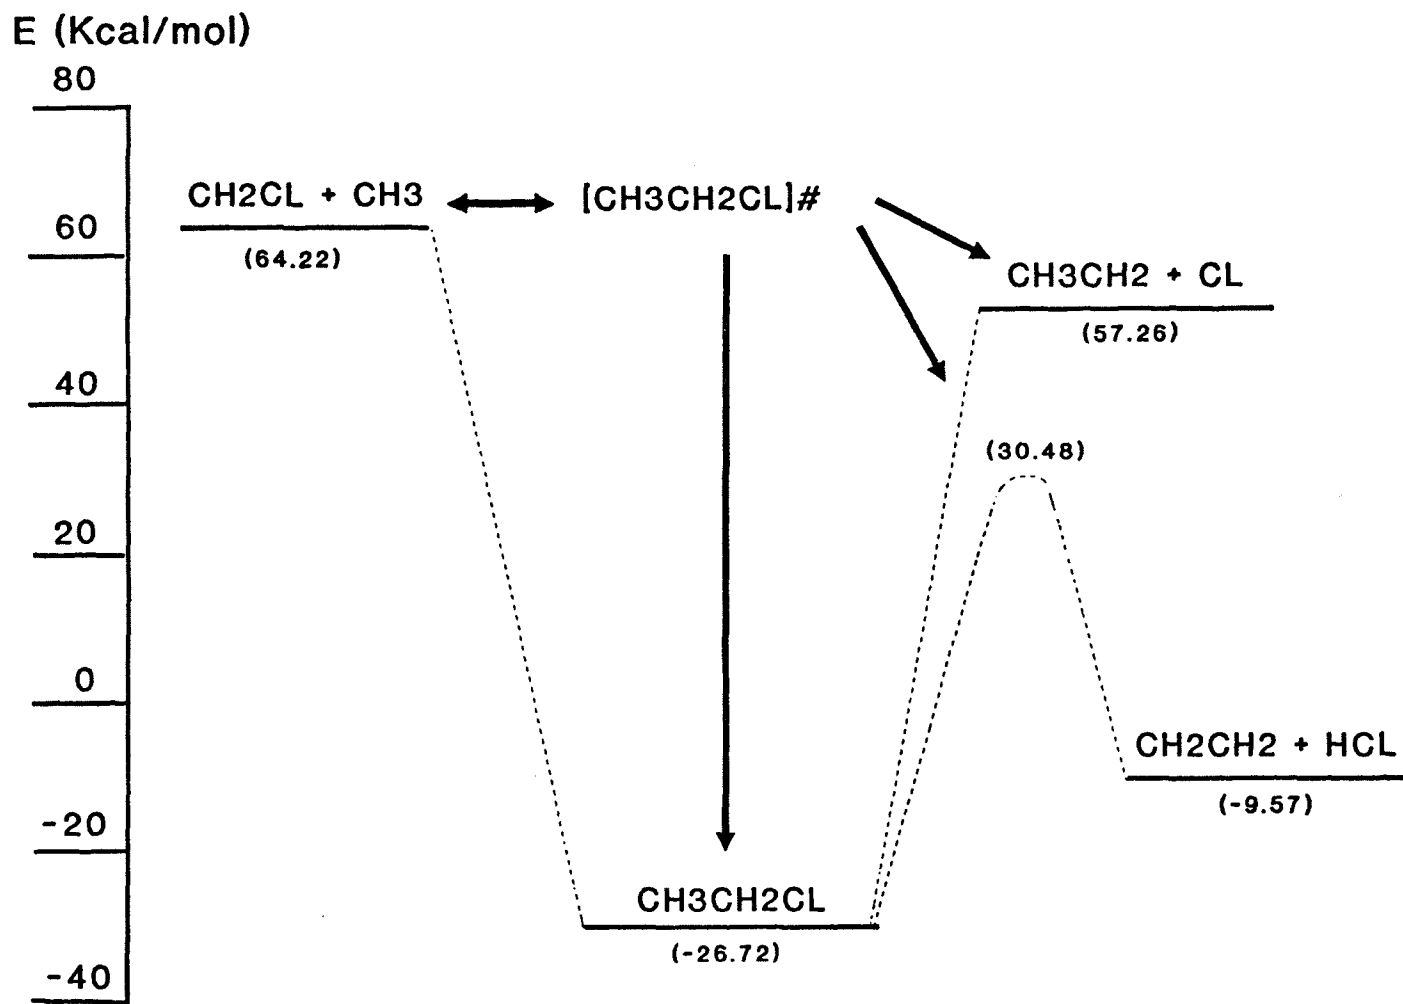 E (Kcal/mol)
80
CH2CL + CH3
[CH3CH2CL]#
60
(64.22)
CH3CH2 + CL
(57.26)
40
(30.48)
20
0
CH2CH2 + HCL
(-9.57)
-20
CH3CH2CL
(-26.72)
-40